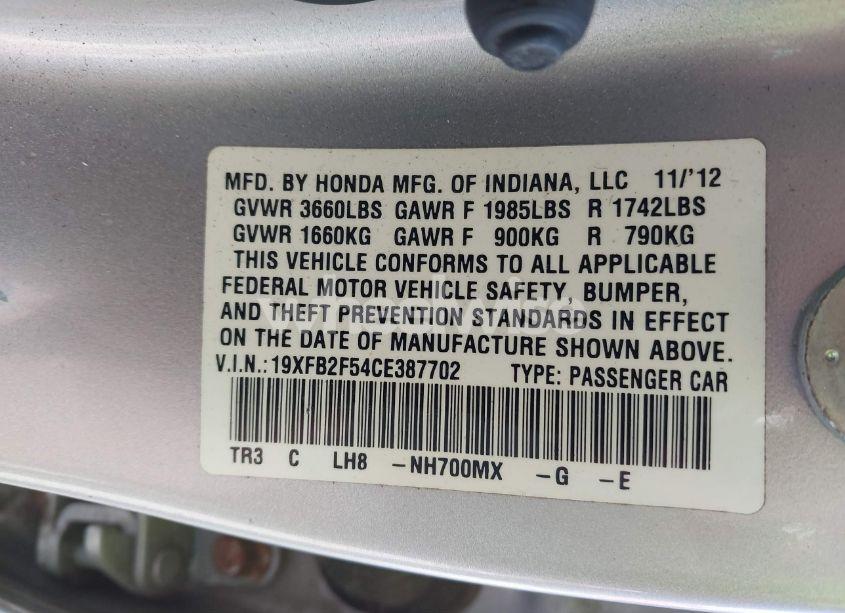 MFD. BY HONDA MFG. OF INDIANA, LLC 11/'12
GVWR 3660LBS GAWR F 1985LBS R 1742LBS
GVWR 1660KG GAWR F 900KG R 790KG
THIS VEHICLE CONFORMS TO ALL APPLICABLE
FEDERAL MOTOR VEHICLE SAFETY, BUMPER,
AND THEFT PREVENTION STANDARDS IN EFFECT
ON THE DATE OF MANUFACTURE SHOWN ABOVE.
V.I.N.:19XFB2F54CE387702 TYPE: PASSENGER CAR
TR3 C LH8 -NH700MX -G -E